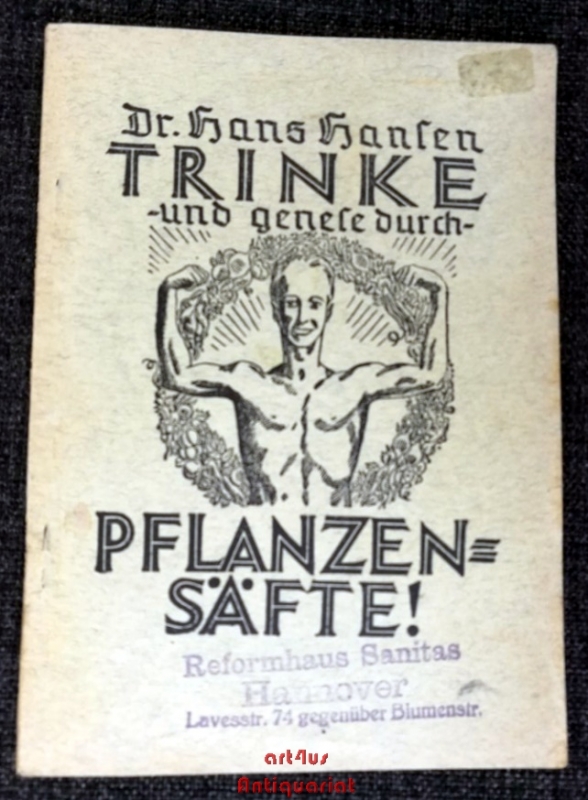 Dr. Hans Hansen
TRINKE
-und genese durch-
PFLANZEN=
SÄFTE!
Reformhaus Sanitas
Hannover
Lavesstr. 74 gegenüber Blumenstr.
art4us
Antiquariat